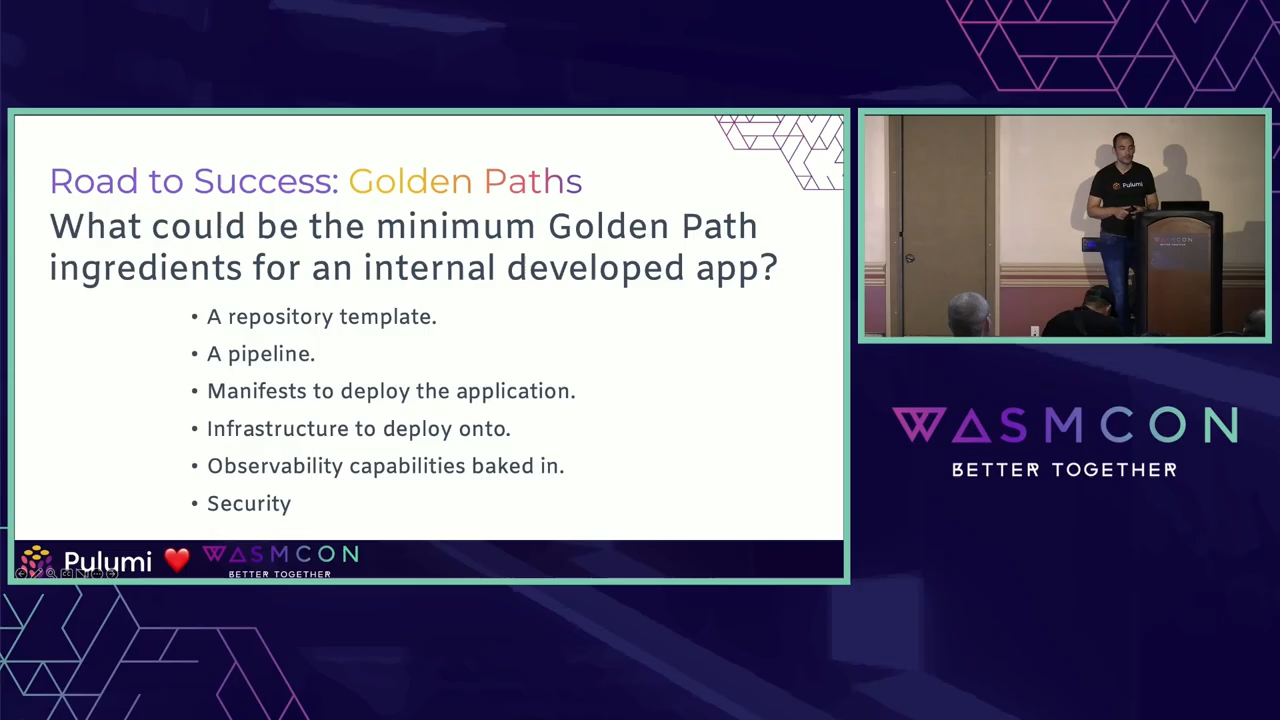 Road to Success: Golden Paths
What could be the minimum Golden Path
ingredients for an internal developed app?
• A repository template.
• A pipeline.
• Manifests to deploy the application.
• Infrastructure to deploy onto.
• Observability capabilities baked in.
• Security
Pulumi ❤️ WASMCON
BETTER TOGETHER
Pulumi
WASMCON
WASMCON
BETTER TOGETHER